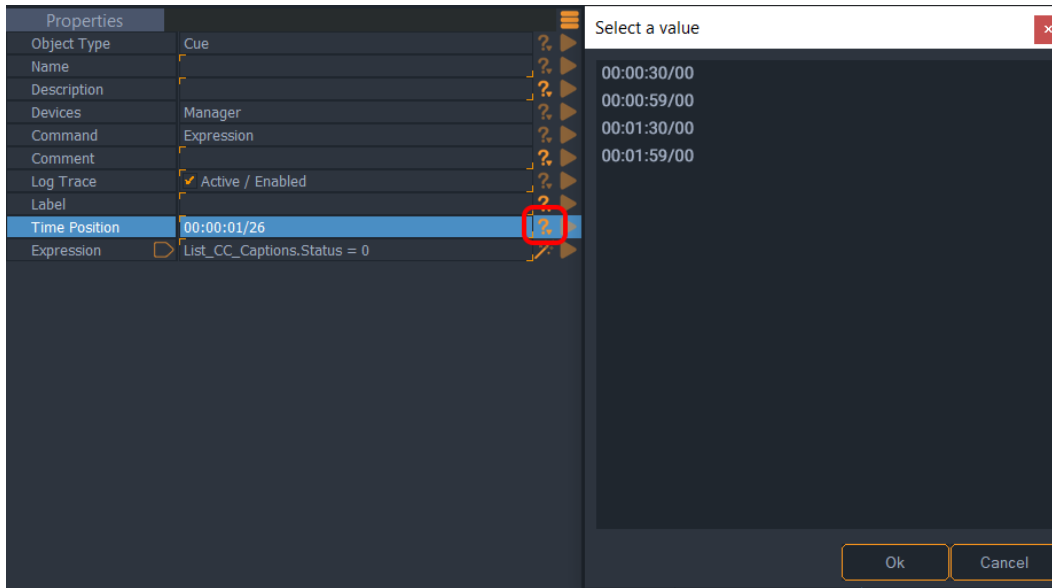 Properties
Object Type Cue
Name
Description
Devices Manager
Command Expression
Comment
Log Trace Active / Enabled
Label
Time Position 00:00:01/26
Expression List_CC_Captions.Status = 0
Select a value
00:00:30/00
00:00:59/00
00:01:30/00
00:01:59/00
Ok Cancel